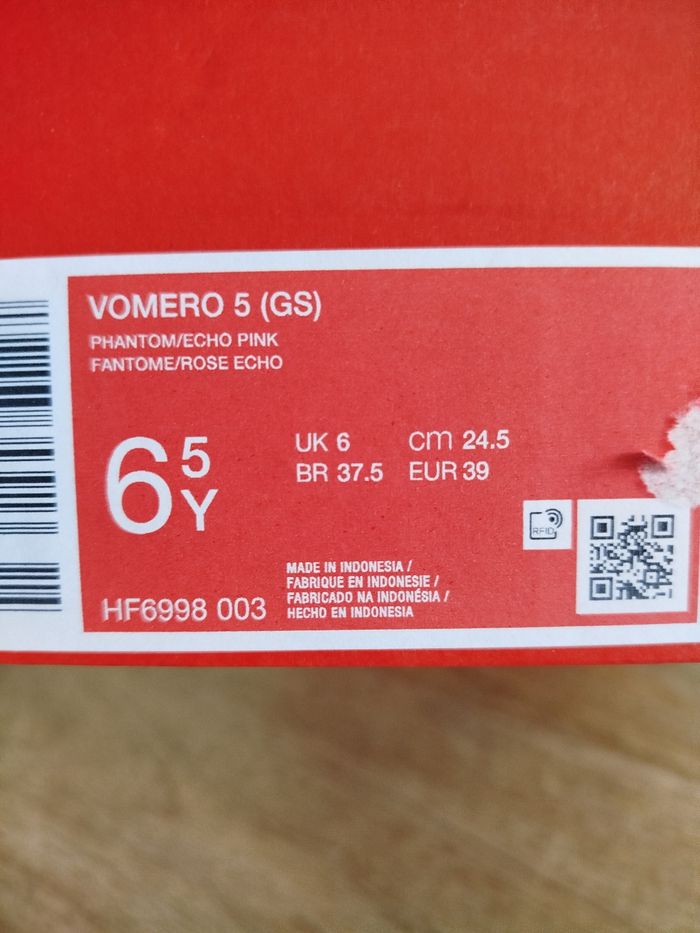 VOMERO 5 (GS)
PHANTOM/ECHO PINK
FANTOME/ROSE ECHO
6 5 Y
UK 6 cm 24.5
BR 37.5 EUR 39
RFID
MADE IN INDONESIA /
FABRIQUE EN INDONESIE /
FABRICADO NA INDONÉSIA /
HECHO EN INDONESIA
HF6998 003